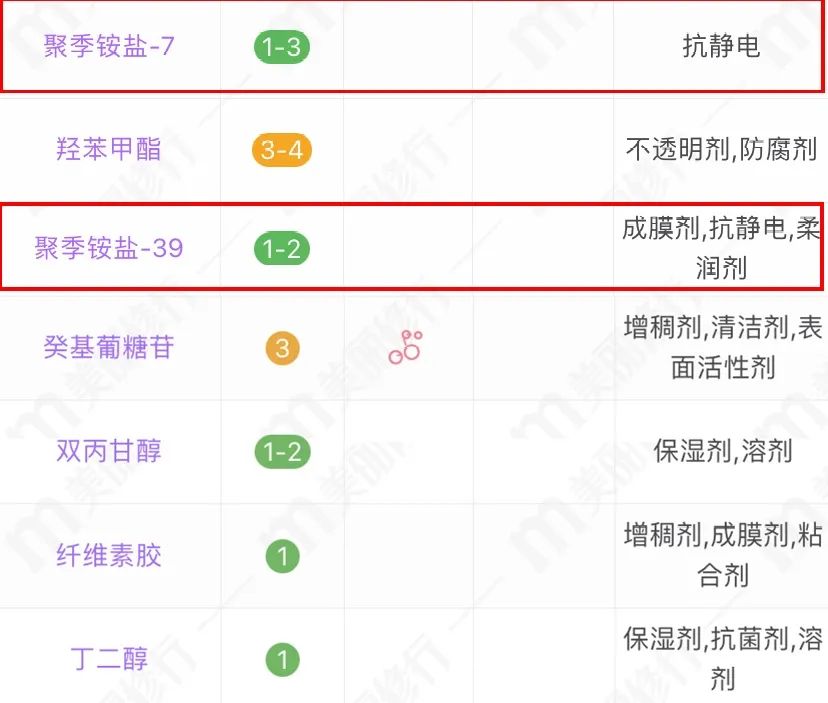 聚季铵盐-7 1-3 抗静电
羟苯甲酯 3-4 不透明剂,防腐剂
聚季铵盐-39 1-2 成膜剂,抗静电,柔
润剂
癸基葡糖苷 3 增稠剂,清洁剂,表
面活性剂
双丙甘醇 1-2 保湿剂,溶剂
纤维素胶 1 增稠剂,成膜剂,粘
合剂
丁二醇 1 保湿剂,抗菌剂,溶
剂
美丽修行